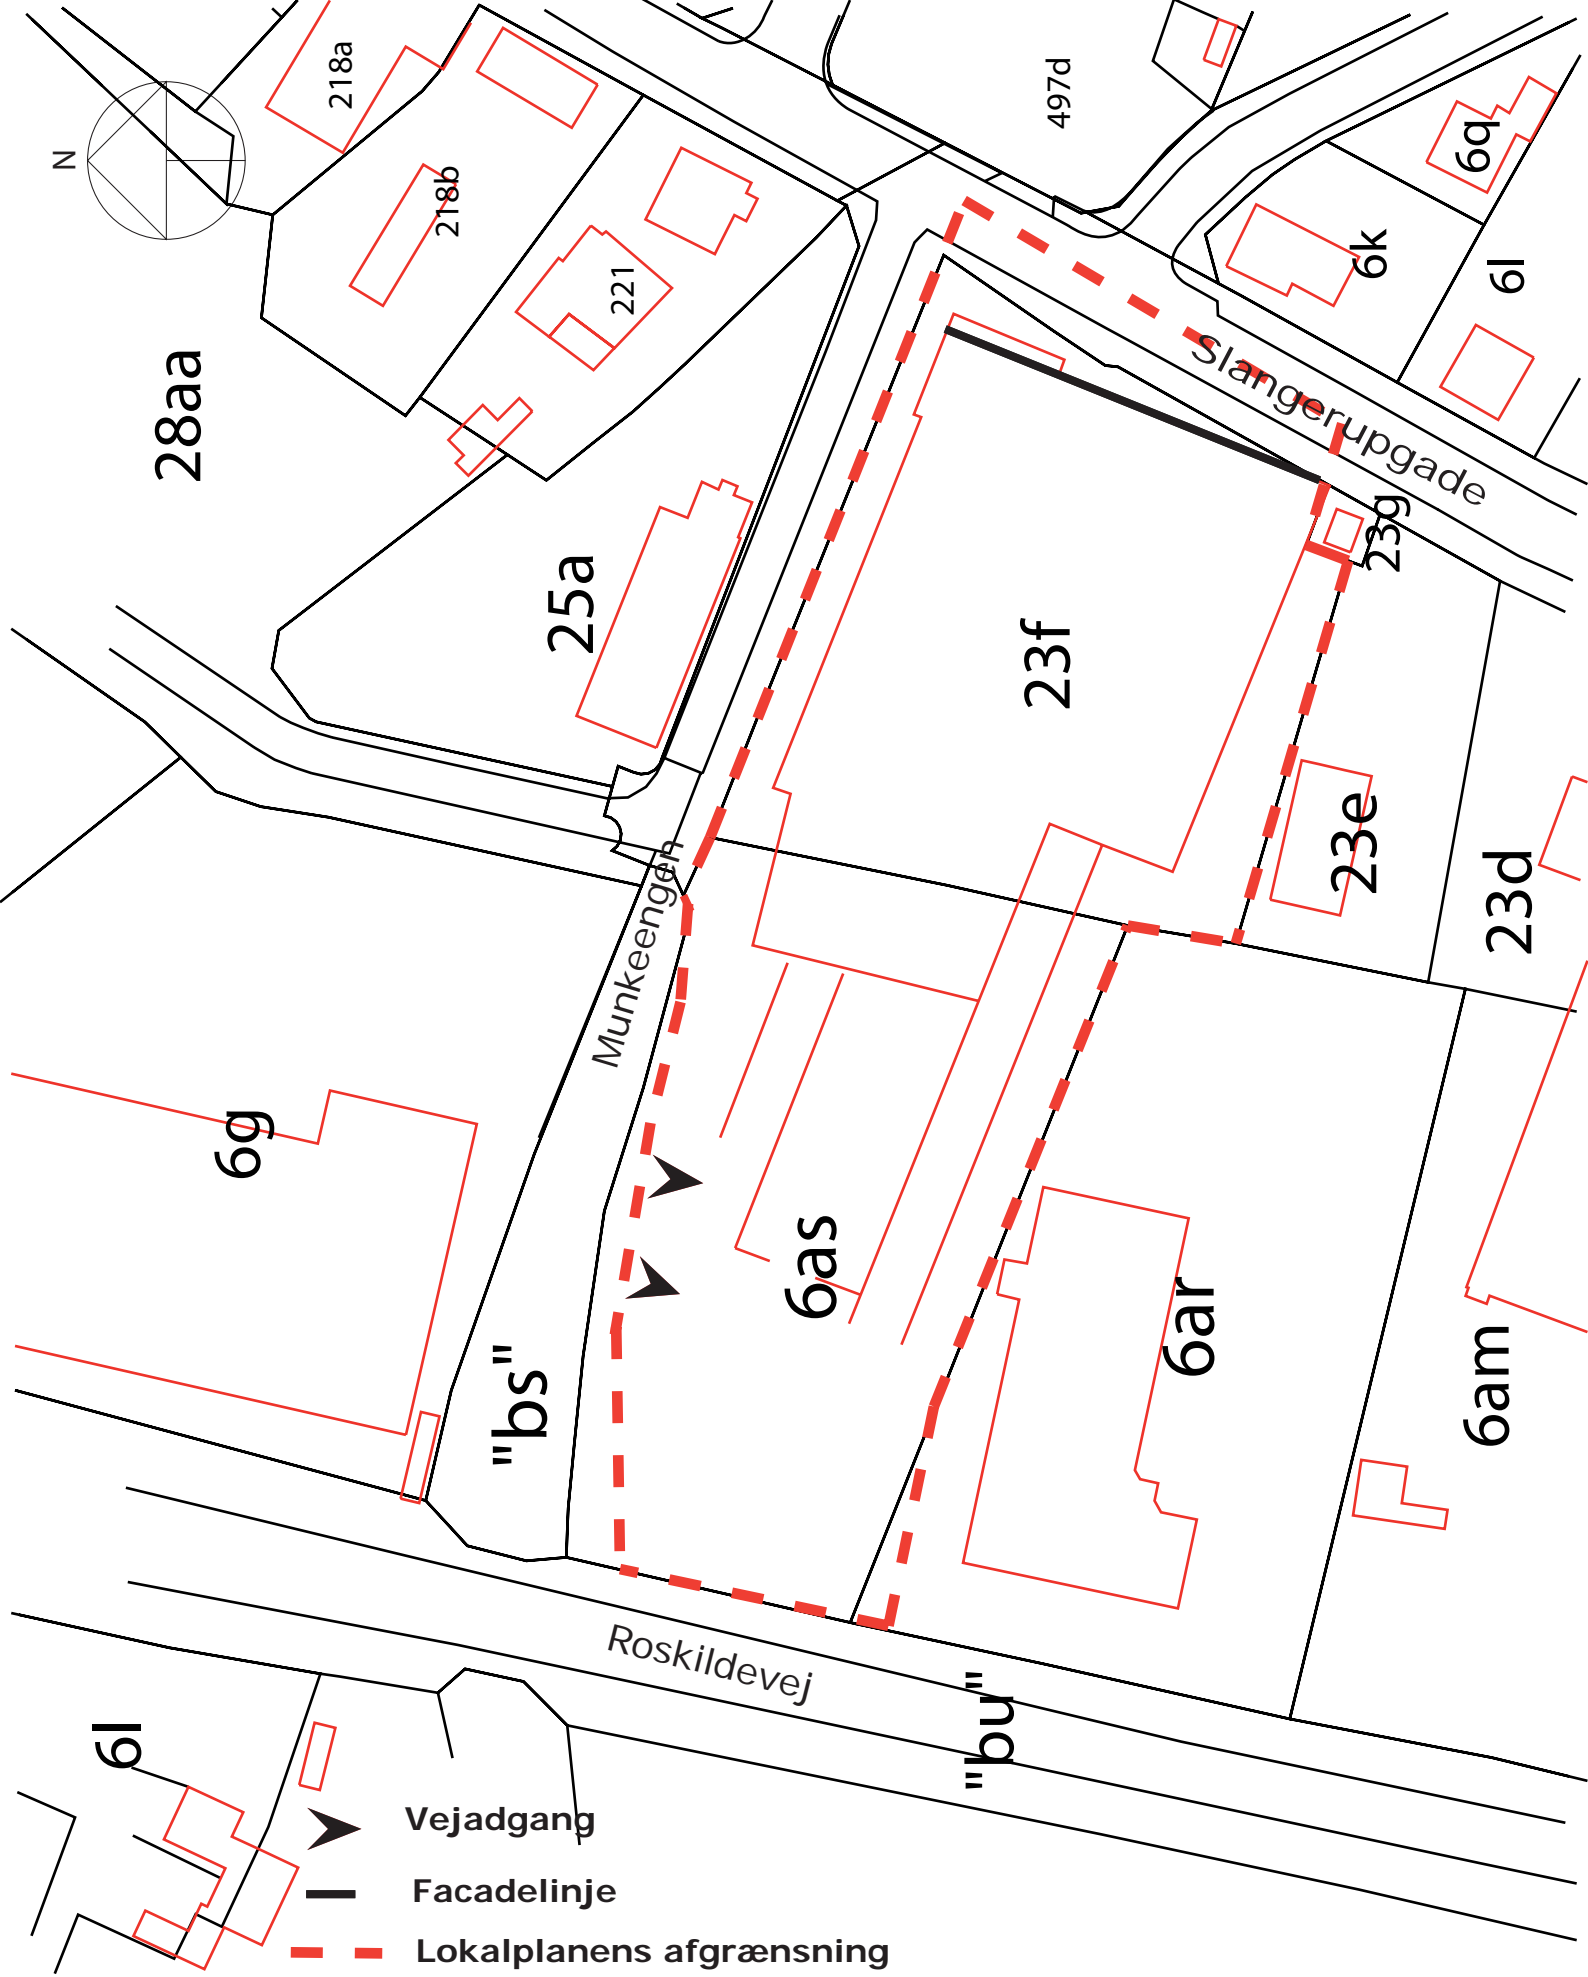 218a
497d
N
6q
218b
6k
6l
221
Slangerupgade
28aa
23g
25a
23f
23e
Munkeengen
23d
6g
6as
6ar
"bs"
6am
Roskildevej
"bu"
6l
Vejadgang
Facadelinje
Lokalplanens afgrænsning